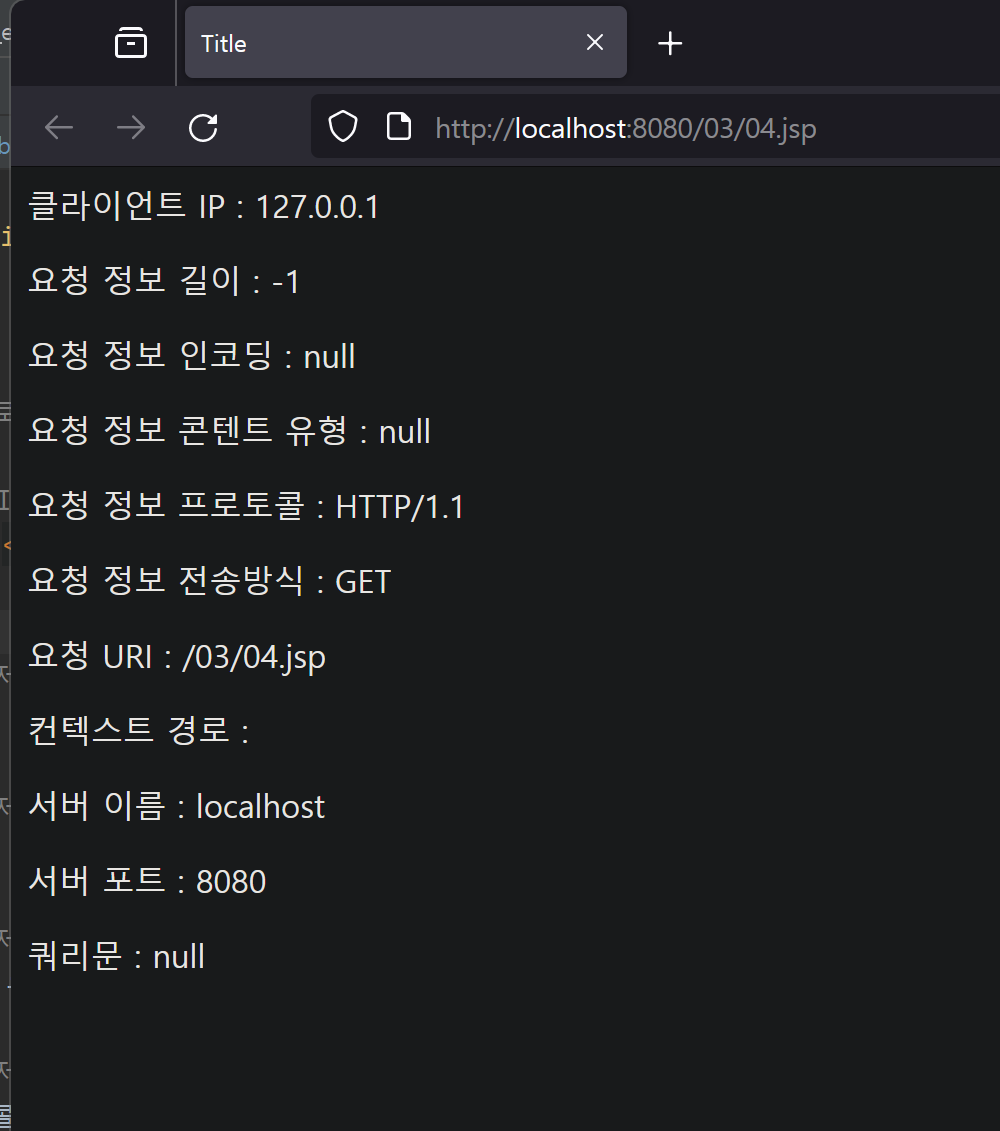 Title
http://localhost:8080/03/04.jsp
클라이언트 IP : 127.0.0.1
요청 정보 길이 : -1
요청 정보 인코딩 : null
요청 정보 콘텐트 유형 : null
요청 정보 프로토콜 : HTTP/1.1
요청 정보 전송방식 : GET
요청 URI : /03/04.jsp
컨텍스트 경로 :
서버 이름 : localhost
서버 포트 : 8080
쿼리문 : null